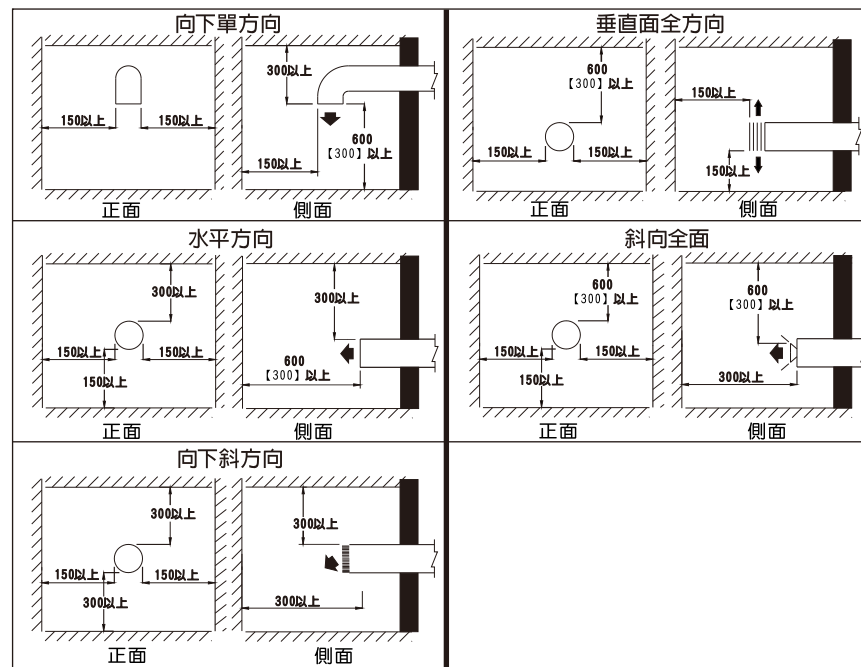 向下單方向
150以上
150以上
正面
300以上
600
【300】以上
150以上
側面
垂直面全方向
600
【300】以上
150以上
150以上
正面
150以上
150以上
側面
水平方向
300以上
150以上
150以上
150以上
正面
300以上
600
【300】以上
側面
斜向全面
600
【300】以上
150以上
150以上
150以上
正面
600
【300】以上
300以上
側面
向下斜方向
300以上
150以上
150以上
300以上
正面
300以上
300以上
側面